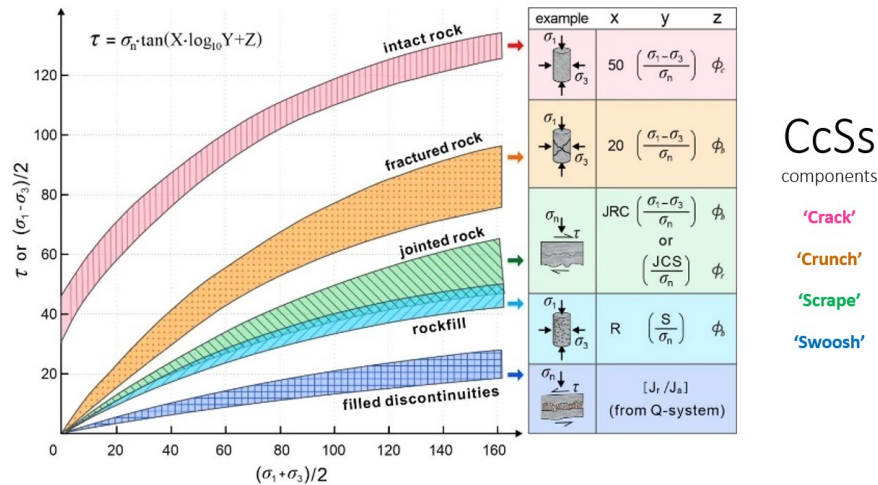 τ = σn·tan(X·log10Y+Z)
intact rock
fractured rock
jointed rock
rockfill
filled discontinuities
τ or (σ1-σ3)/2
120
100
80
60
40
20
0 20 40 60 80 100 120 140 160
(σ1+σ3)/2
example x y z
σ1 σ3 50 (σ1-σ3/σn) ϕc
σ1 σ3 20 (σ1-σ3/σn) ϕb
σn τ JRC (σ1-σ3/σn) ϕb
or
(JCS/σn) ϕr
σ1 σ3 R (S/σn) ϕb
σn τ [Jr/Ja]
(from Q-system)
CcSs
components
'Crack'
'Crunch'
'Scrape'
'Swoosh'